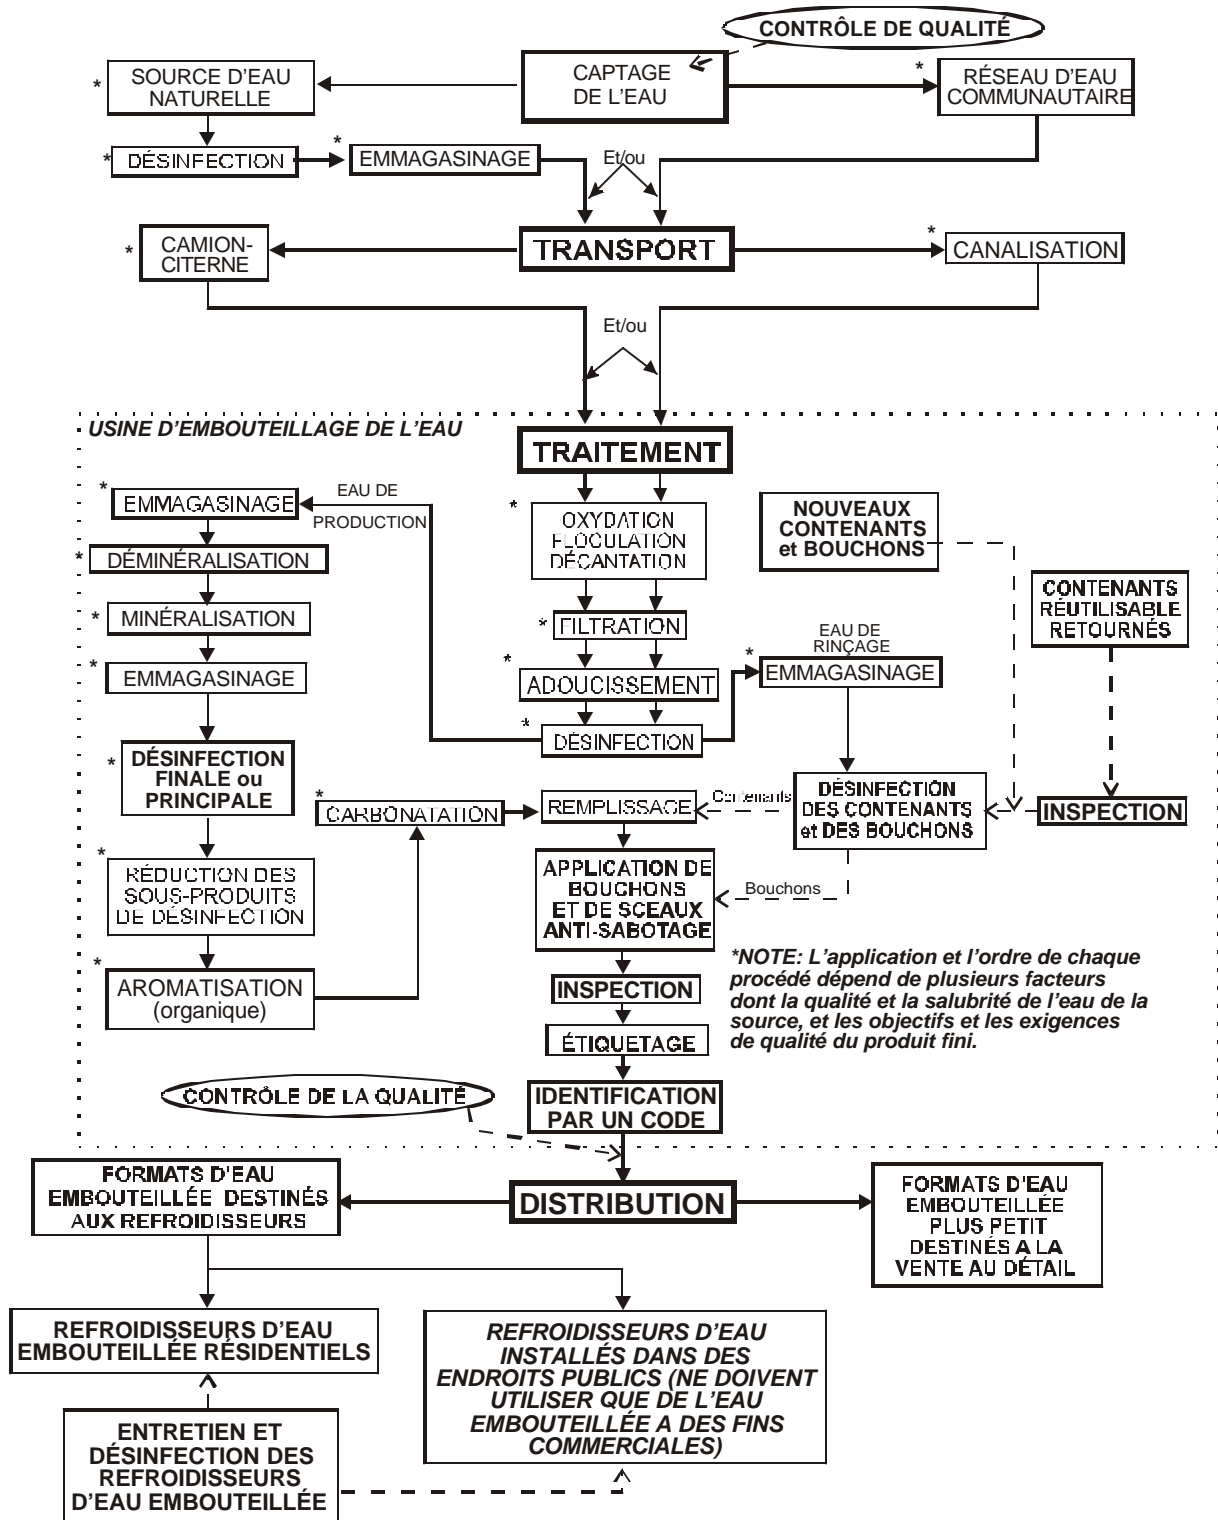 CONTRÔLE DE QUALITÉ
* SOURCE D'EAU
NATURELLE
CAPTAGE
DE L'EAU
* RÉSEAU D'EAU
COMMUNAUTAIRE
* DÉSINFECTION
* EMMAGASINAGE
Et/ou
* CAMION-
CITERNE
TRANSPORT
* CANALISATION
Et/ou
USINE D'EMBOUTEILLAGE DE L'EAU
TRAITEMENT
* EMMAGASINAGE
EAU DE
PRODUCTION
* OXYDATION
FLOCULATION
DÉCANTATION
NOUVEAUX
CONTENANTS
et BOUCHONS
* DÉMINÉRALISATION
CONTENANTS
RÉUTILISABLE
RETOURNÉS
* MINÉRALISATION
* FILTRATION
EAU DE
RINÇAGE
* EMMAGASINAGE
* ADOUCISSEMENT
* EMMAGASINAGE
* DÉSINFECTION
* DÉSINFECTION
FINALE ou
PRINCIPALE
* CARBONATATION
REMPLISSAGE
Contenants
DÉSINFECTION
DES CONTENANTS
et DES BOUCHONS
INSPECTION
* RÉDUCTION DES
SOUS-PRODUITS
DE DÉSINFECTION
APPLICATION DE
BOUCHONS
ET DE SCEAUX
ANTI-SABOTAGE
Bouchons
* AROMATISATION
(organique)
INSPECTION
*NOTE: L'application et l'ordre de chaque
procédé dépend de plusieurs facteurs
dont la qualité et la salubrité de l'eau de la
source, et les objectifs et les exigences
de qualité du produit fini.
ÉTIQUETAGE
CONTRÔLE DE LA QUALITÉ
IDENTIFICATION
PAR UN CODE
FORMATS D'EAU
EMBOUTEILLÉE DESTINÉS
AUX REFROIDISSEURS
DISTRIBUTION
FORMATS D'EAU
EMBOUTEILLÉE
PLUS PETIT
DESTINÉS A LA
VENTE AU DÉTAIL
REFROIDISSEURS D'EAU
EMBOUTEILLÉE RÉSIDENTIELS
REFROIDISSEURS D'EAU
INSTALLÉS DANS DES
ENDROITS PUBLICS (NE DOIVENT
UTILISER QUE DE L'EAU
EMBOUTEILLÉE A DES FINS
COMMERCIALES)
ENTRETIEN ET
DÉSINFECTION DES
REFROIDISSEURS
D'EAU EMBOUTEILLÉE